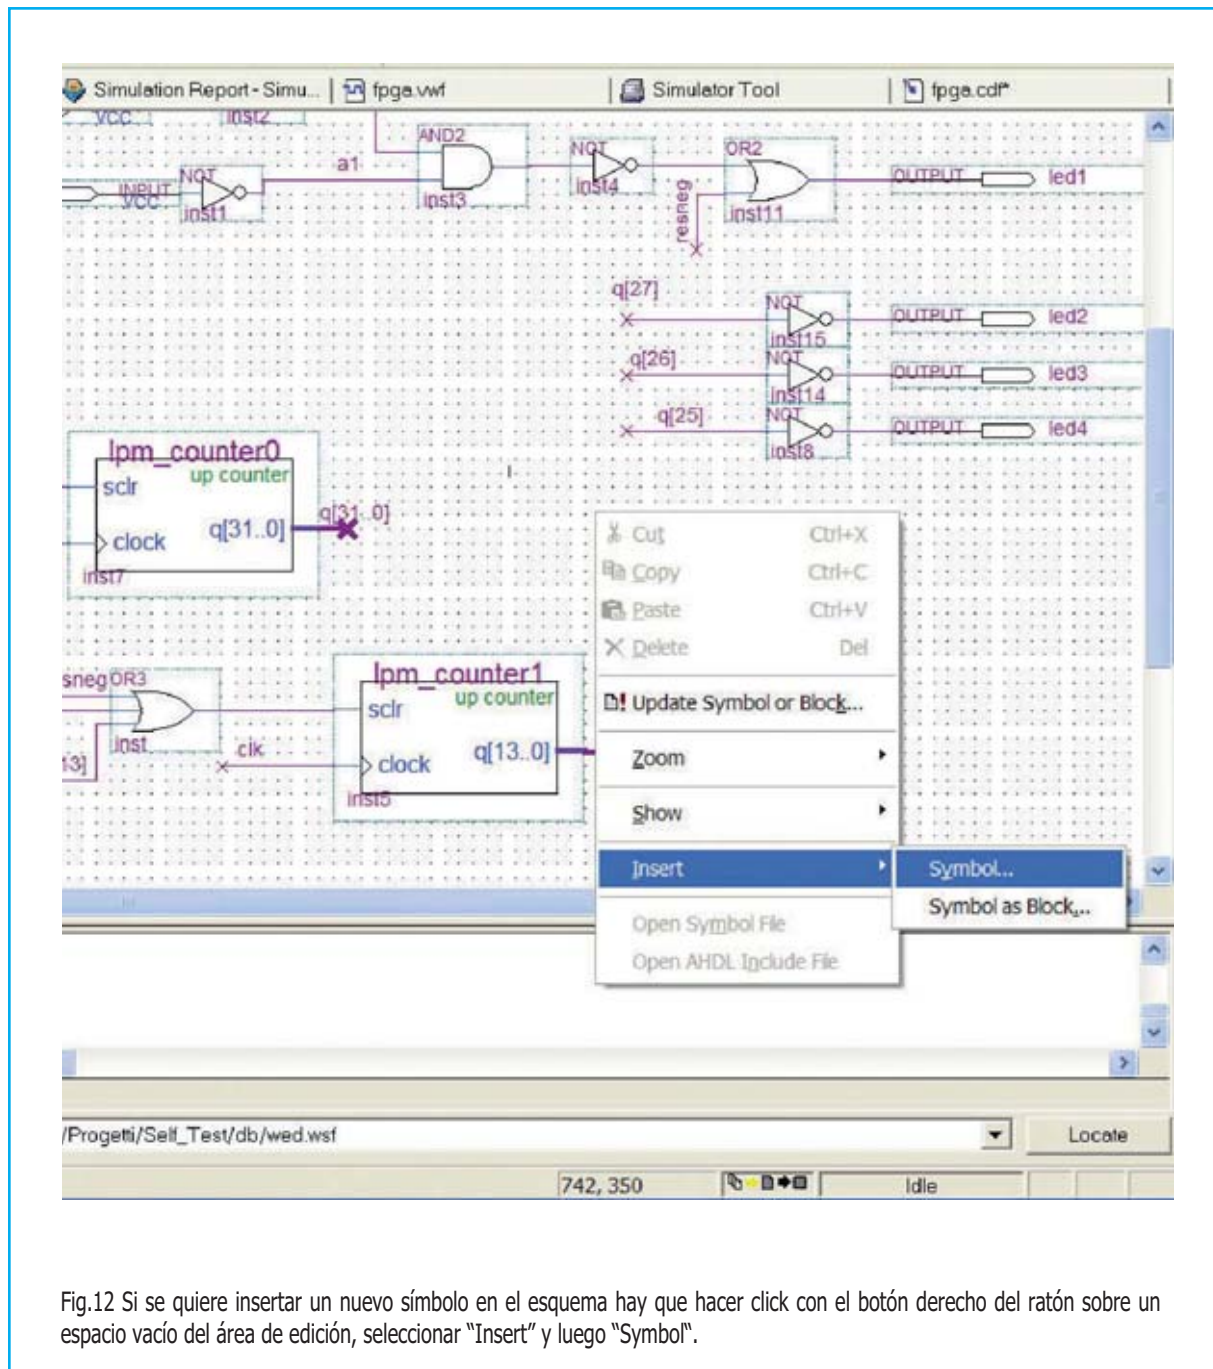 Simulation Report - Simu...
fpga.vwf
Simulator Tool
fpga.cdf*
VCC
inst2
AND2
a1
NOT
inst4
OR2
OUTPUT
led1
INPUT
VCC
NOT
inst1
inst3
resneg
inst11
q[27]
NOT
inst15
OUTPUT
led2
q[26]
NOT
inst14
OUTPUT
led3
q[25]
NOT
inst8
OUTPUT
led4
lpm_counter0
up counter
sclr
q[31..0]
q[31..0]
clock
inst7
Cut Ctrl+X
Copy Ctrl+C
Paste Ctrl+V
Delete Del
Update Symbol or Block...
Zoom
Show
Insert
Symbol...
Symbol as Block...
Open Symbol File
Open AHDL Include File
sneg
OR3
inst
13]
clk
lpm_counter1
up counter
sclr
q[13..0]
clock
inst5
/Progetti/Self_Test/db/wed.wsf
Locate
742, 350
Idle
Fig.12 Si se quiere insertar un nuevo símbolo en el esquema hay que hacer click con el botón derecho del ratón sobre un
espacio vacío del área de edición, seleccionar “Insert” y luego “Symbol“.